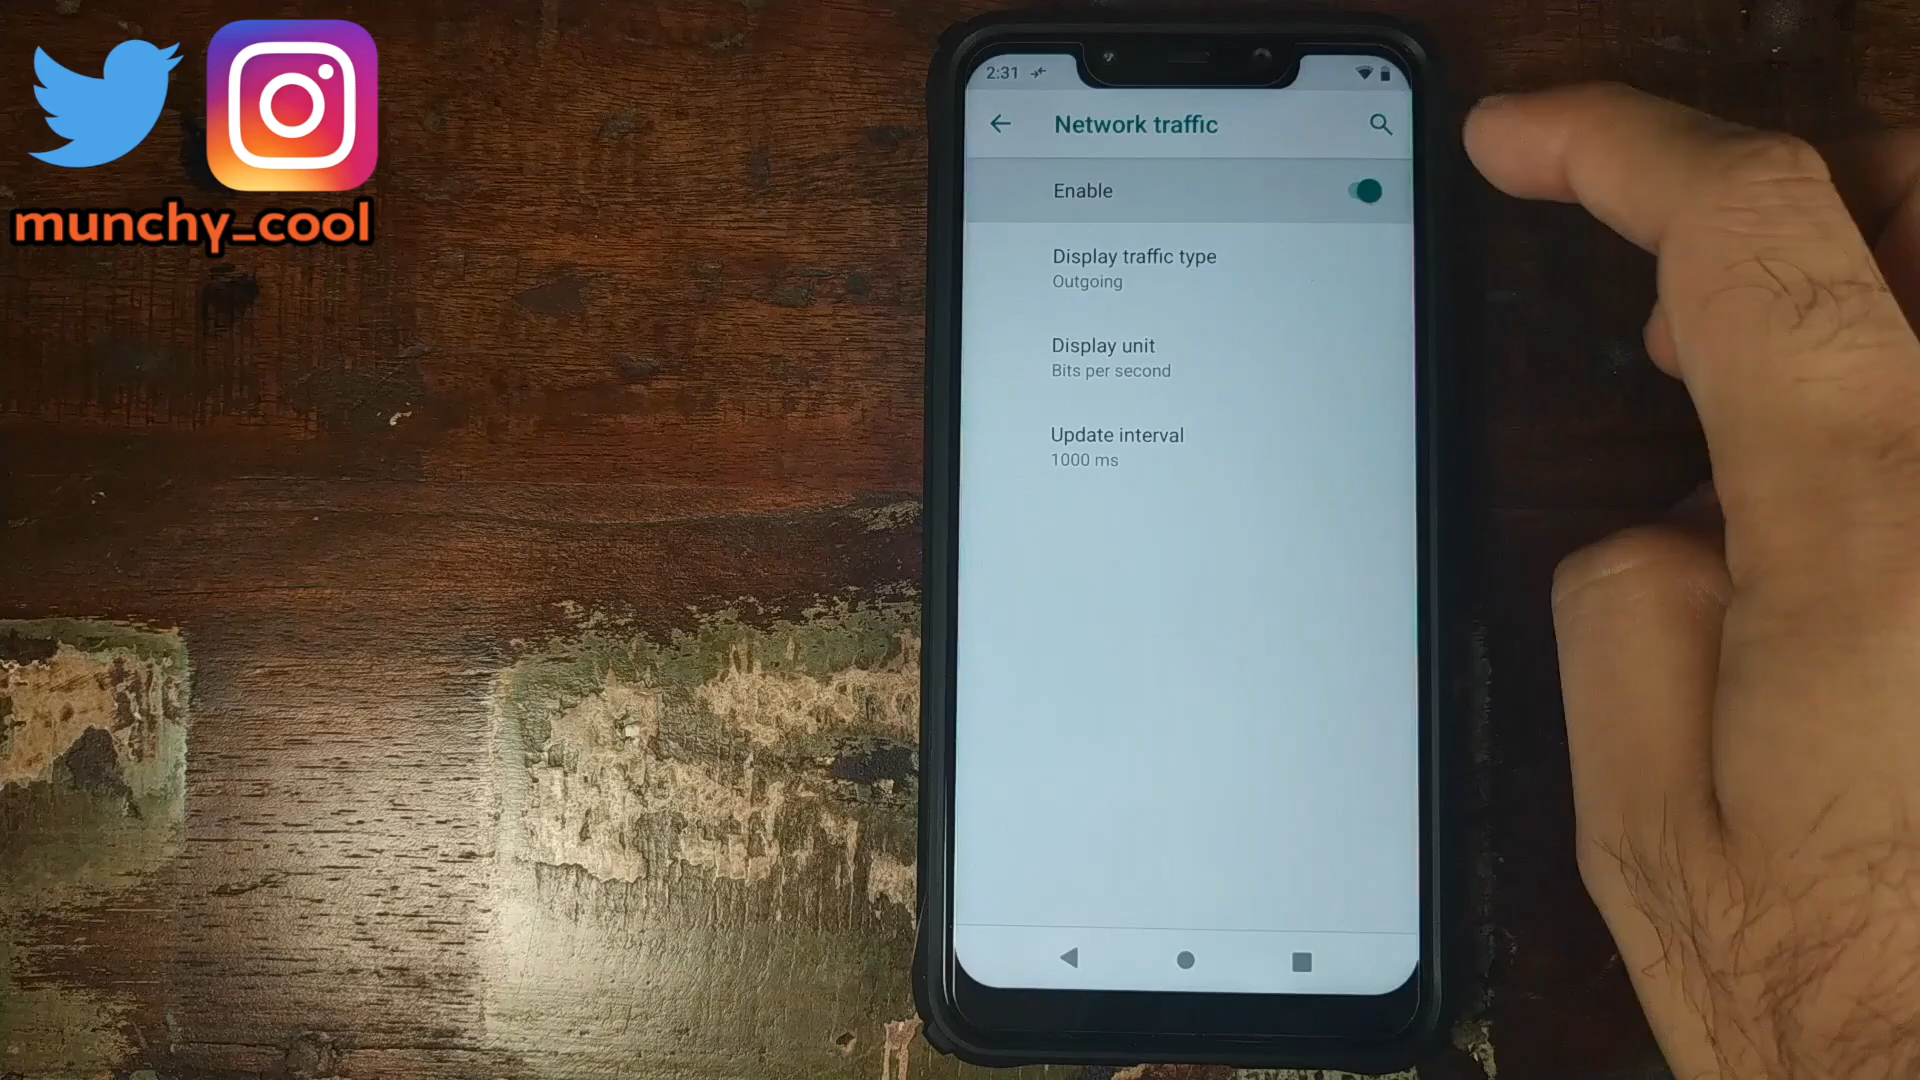 munchy_cool
2:31
Network traffic
Enable
Display traffic type
Outgoing
Display unit
Bits per second
Update interval
1000 ms